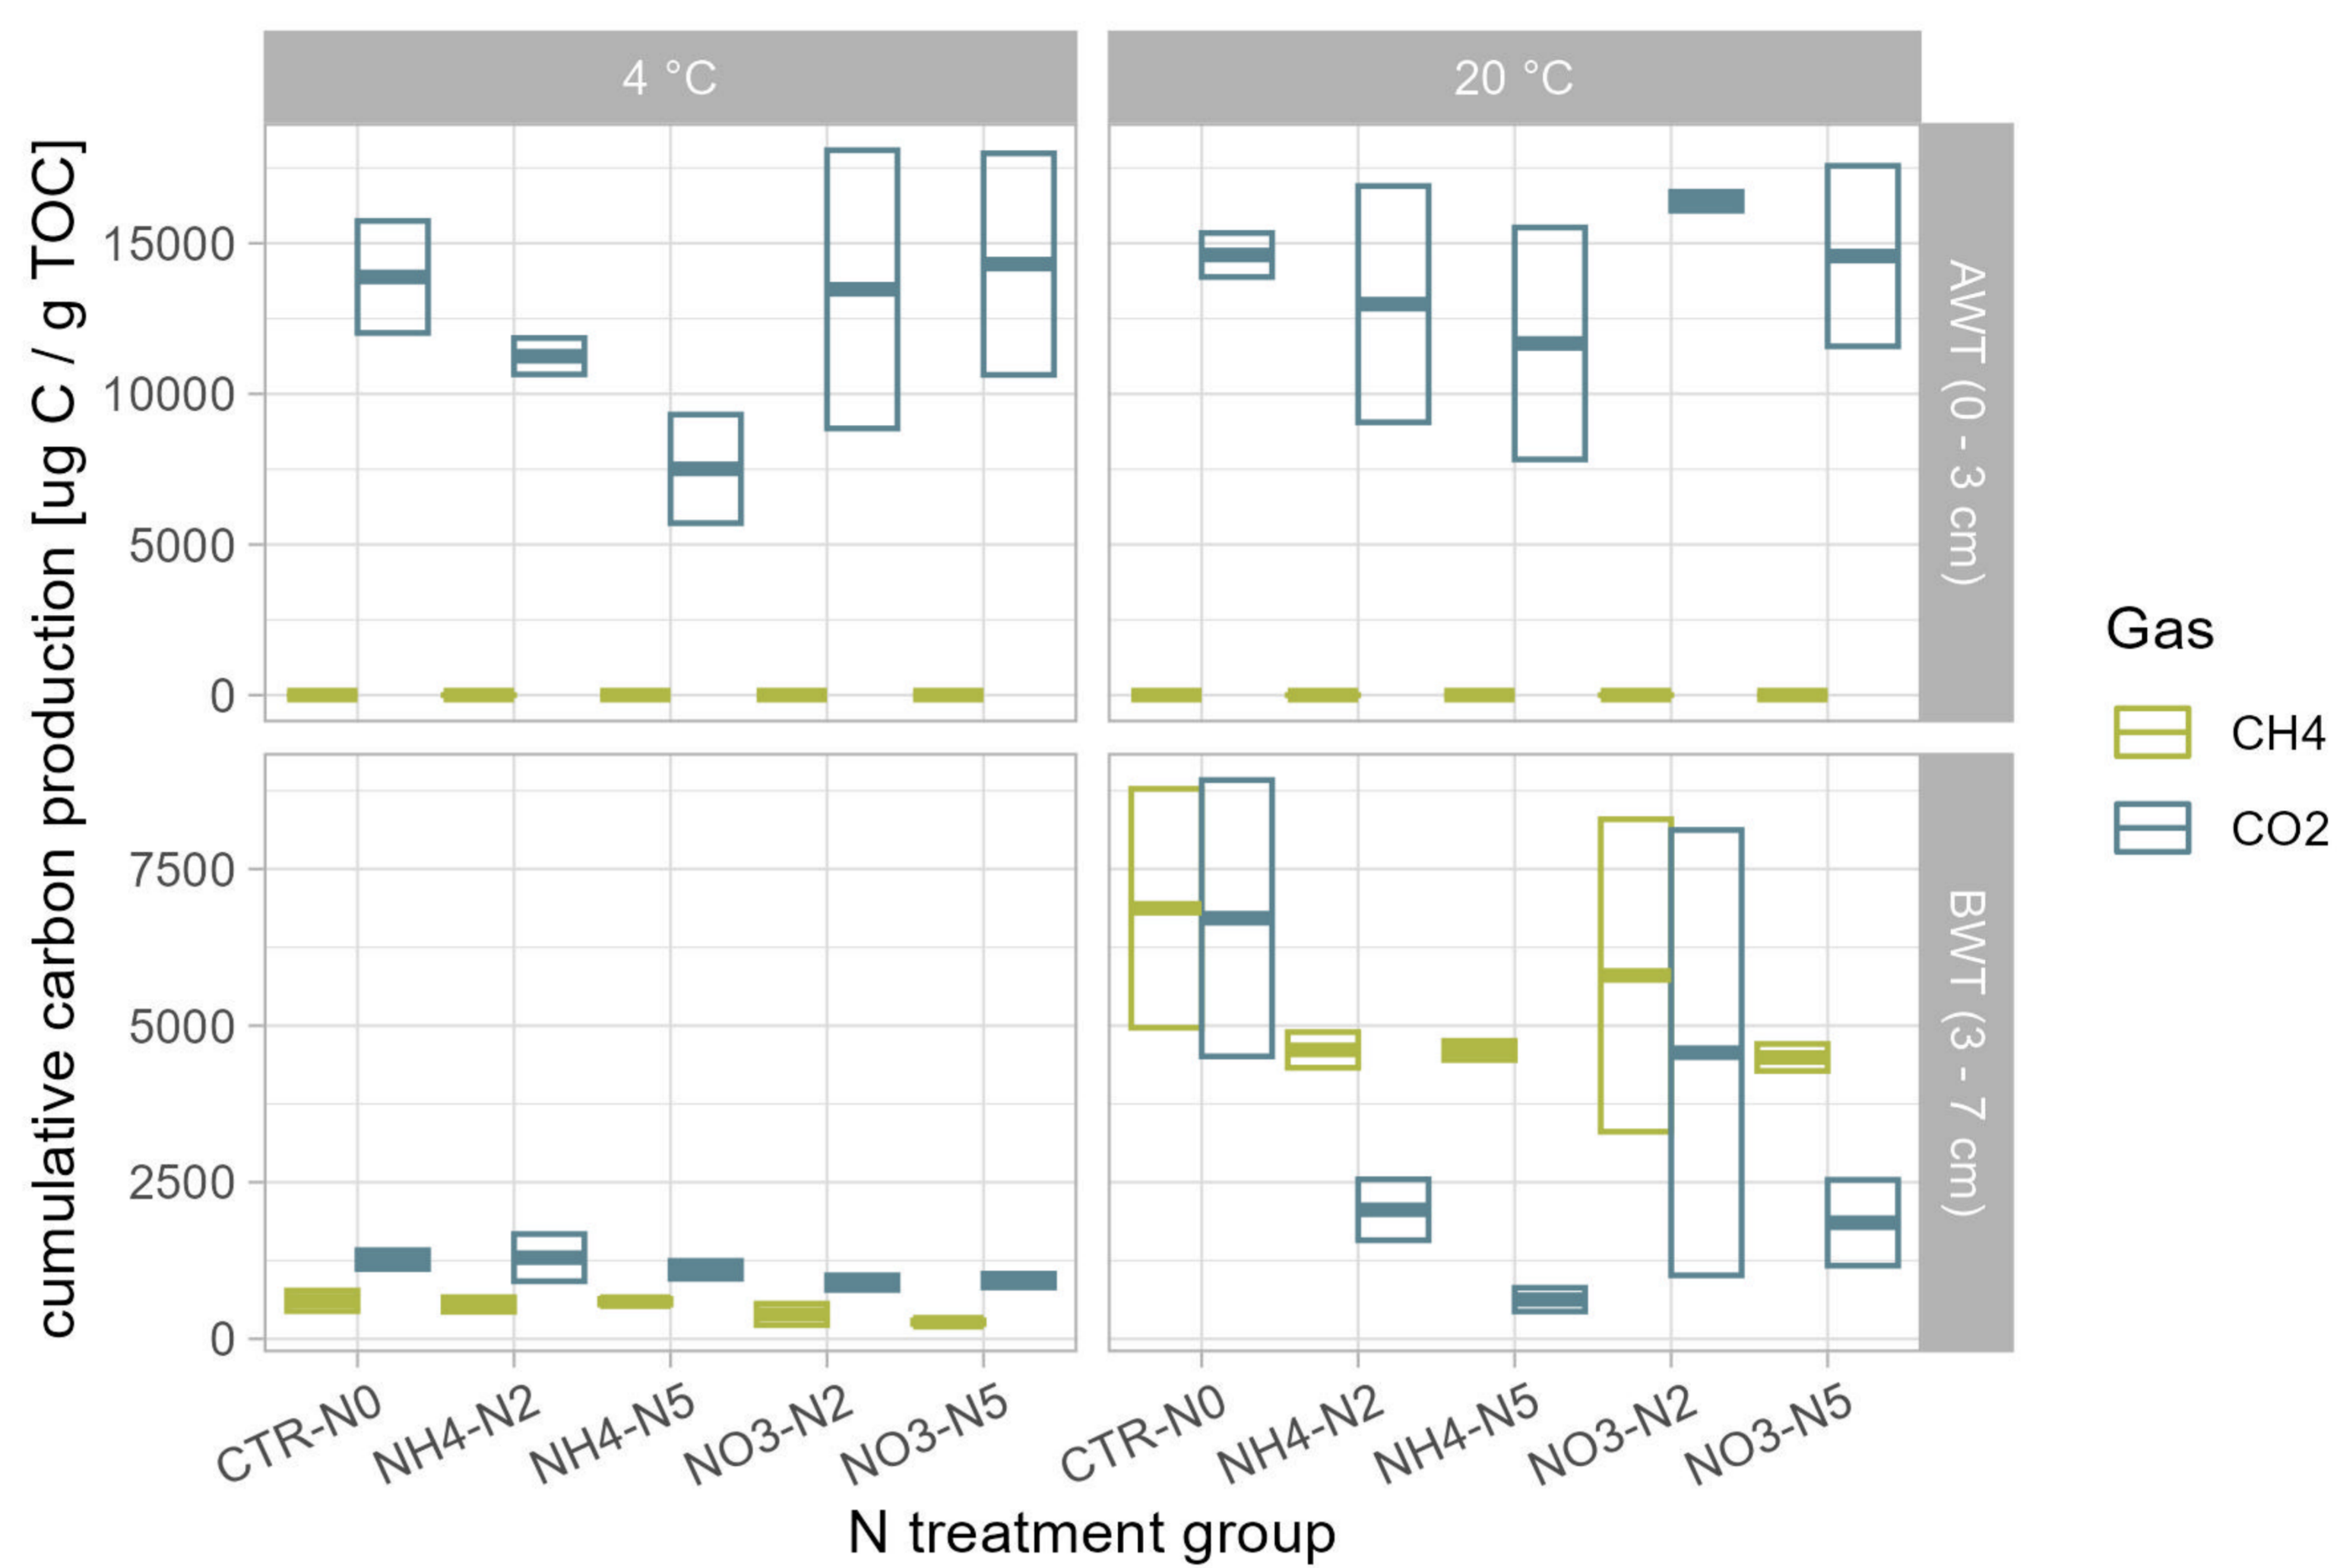 4 °C
20 °C
cumulative carbon production [ug C / g TOC]
15000
10000
5000
0
AWT (0 - 3 cm)
7500
5000
2500
0
BWT (3 - 7 cm)
CTR-N0
NH4-N2
NH4-N5
NO3-N2
NO3-N5
CTR-N0
NH4-N2
NH4-N5
NO3-N2
NO3-N5
N treatment group
Gas
CH4
CO2